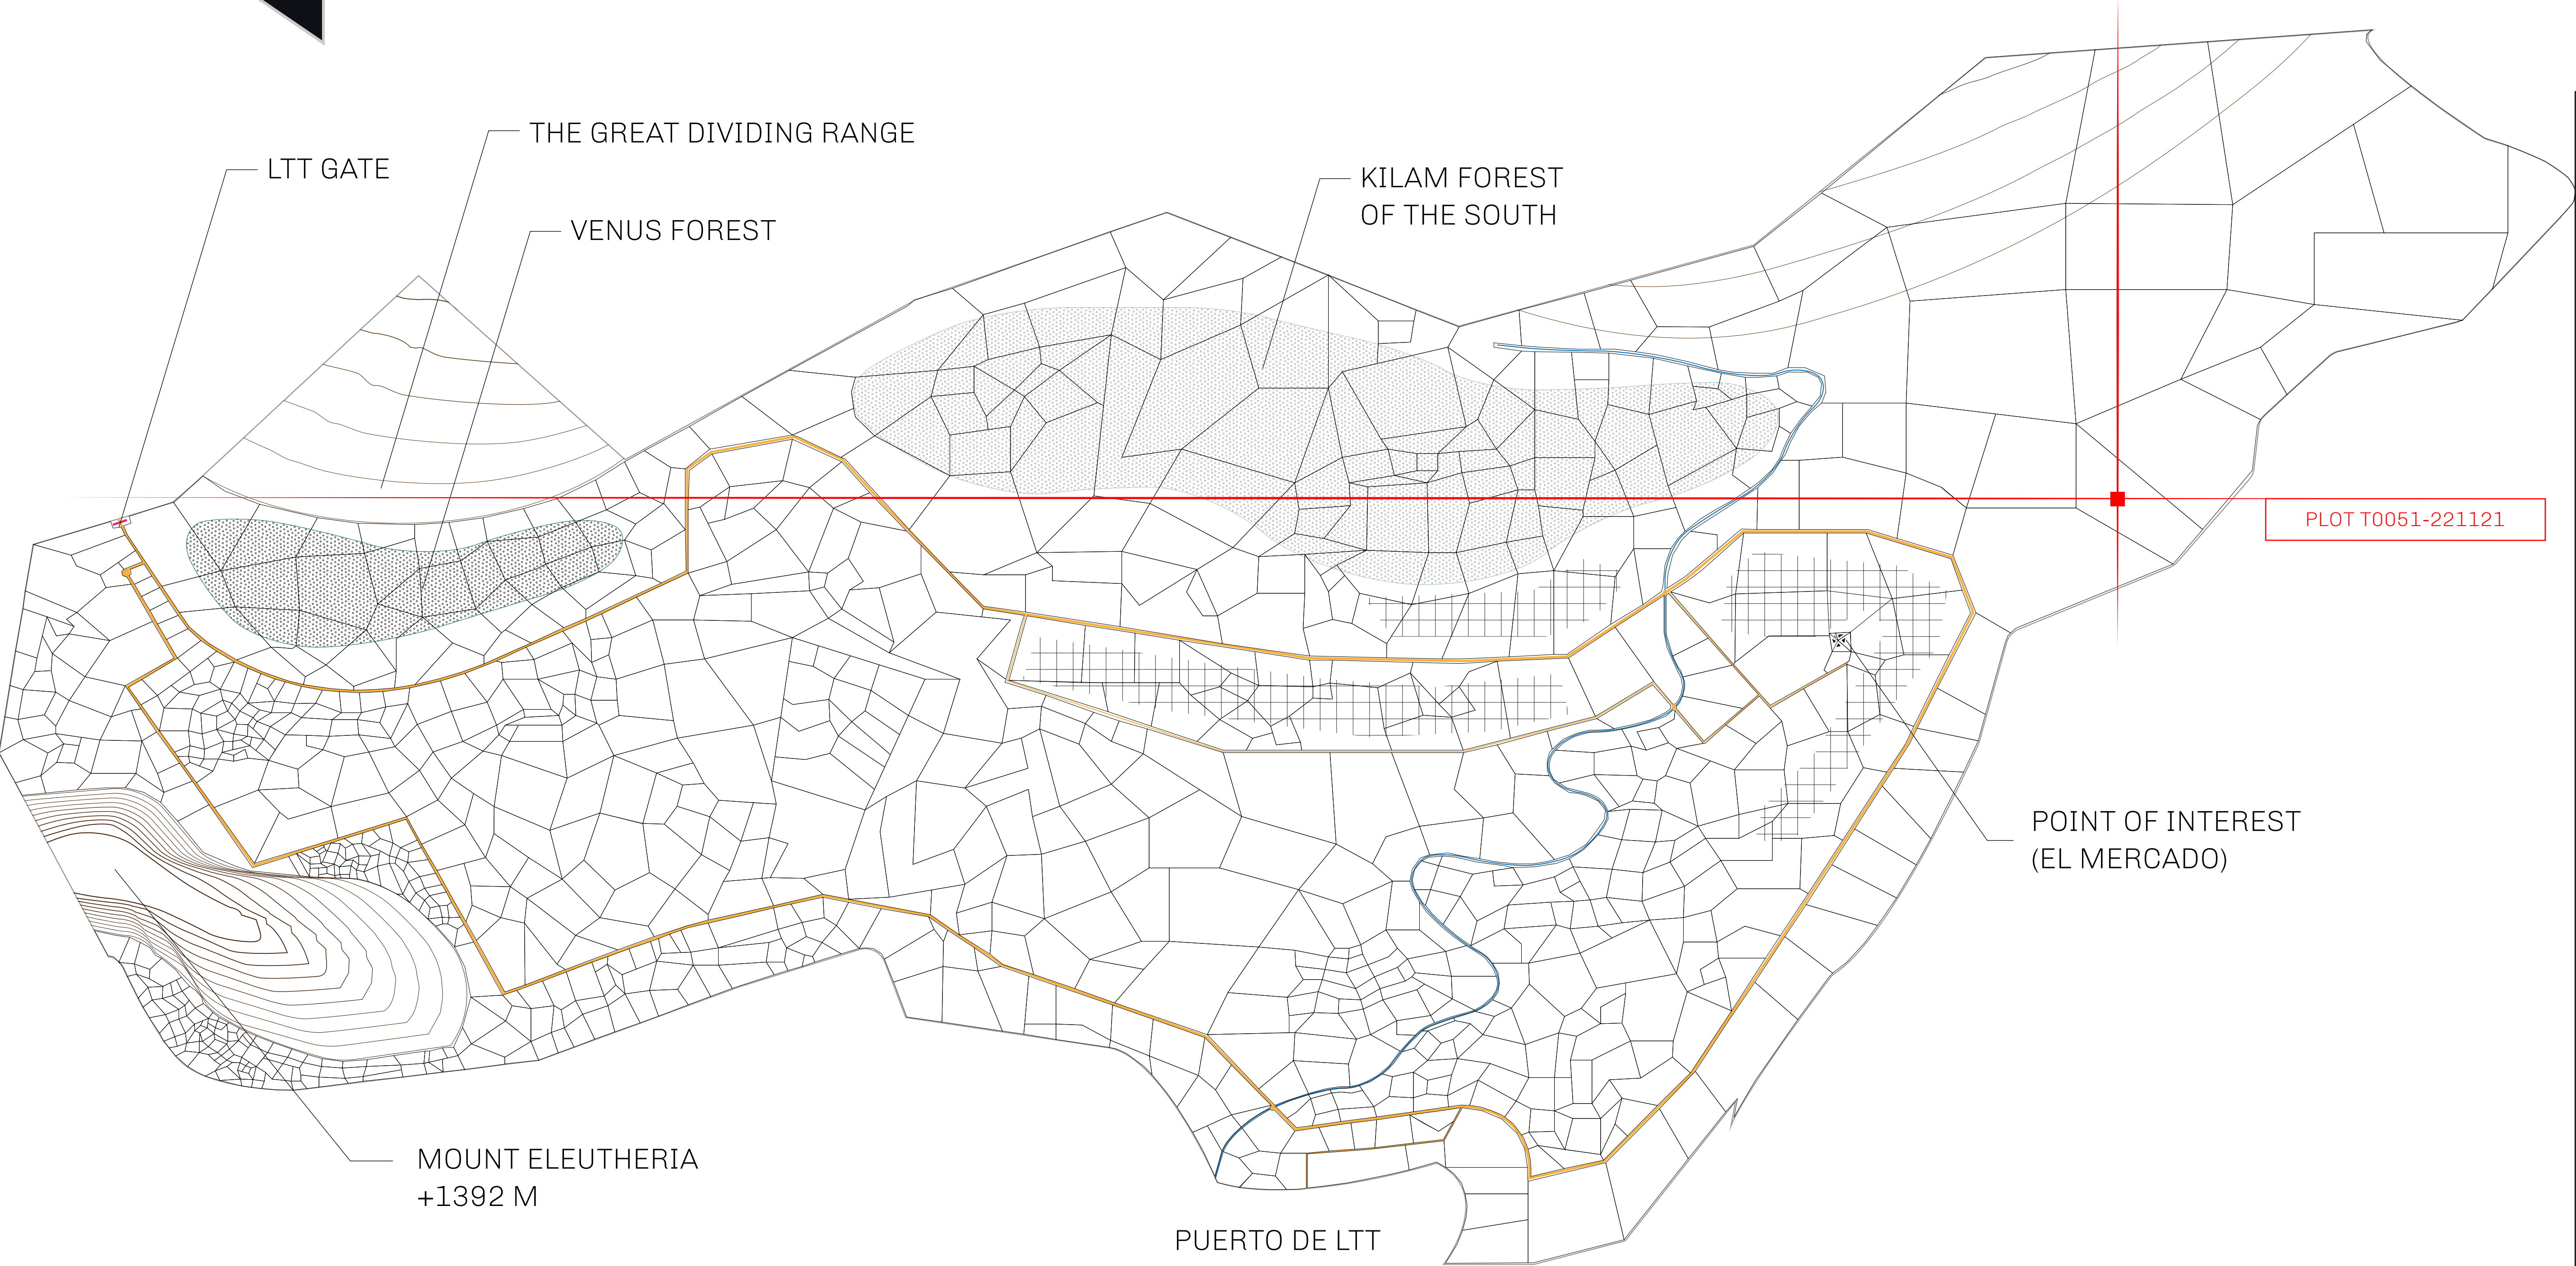 THE GREAT DIVIDING RANGE
LTT GATE
KILAM FOREST
OF THE SOUTH
VENUS FOREST
PLOT T0051-221121
POINT OF INTEREST
(EL MERCADO)
MOUNT ELEUTHERIA
+1392 M
PUERTO DE LTT